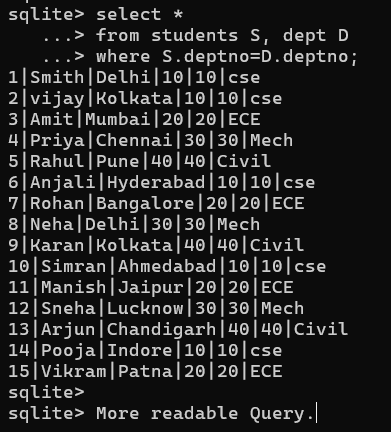 sqlite> select *
   ...> from students S, dept D
   ...> where S.deptno=D.deptno;
1|Smith|Delhi|10|10|cse
2|vijay|Kolkata|10|10|cse
3|Amit|Mumbai|20|20|ECE
4|Priya|Chennai|30|30|Mech
5|Rahul|Pune|40|40|Civil
6|Anjali|Hyderabad|10|10|cse
7|Rohan|Bangalore|20|20|ECE
8|Neha|Delhi|30|30|Mech
9|Karan|Kolkata|40|40|Civil
10|Simran|Ahmedabad|10|10|cse
11|Manish|Jaipur|20|20|ECE
12|Sneha|Lucknow|30|30|Mech
13|Arjun|Chandigarh|40|40|Civil
14|Pooja|Indore|10|10|cse
15|Vikram|Patna|20|20|ECE
sqlite>
sqlite> More readable Query.